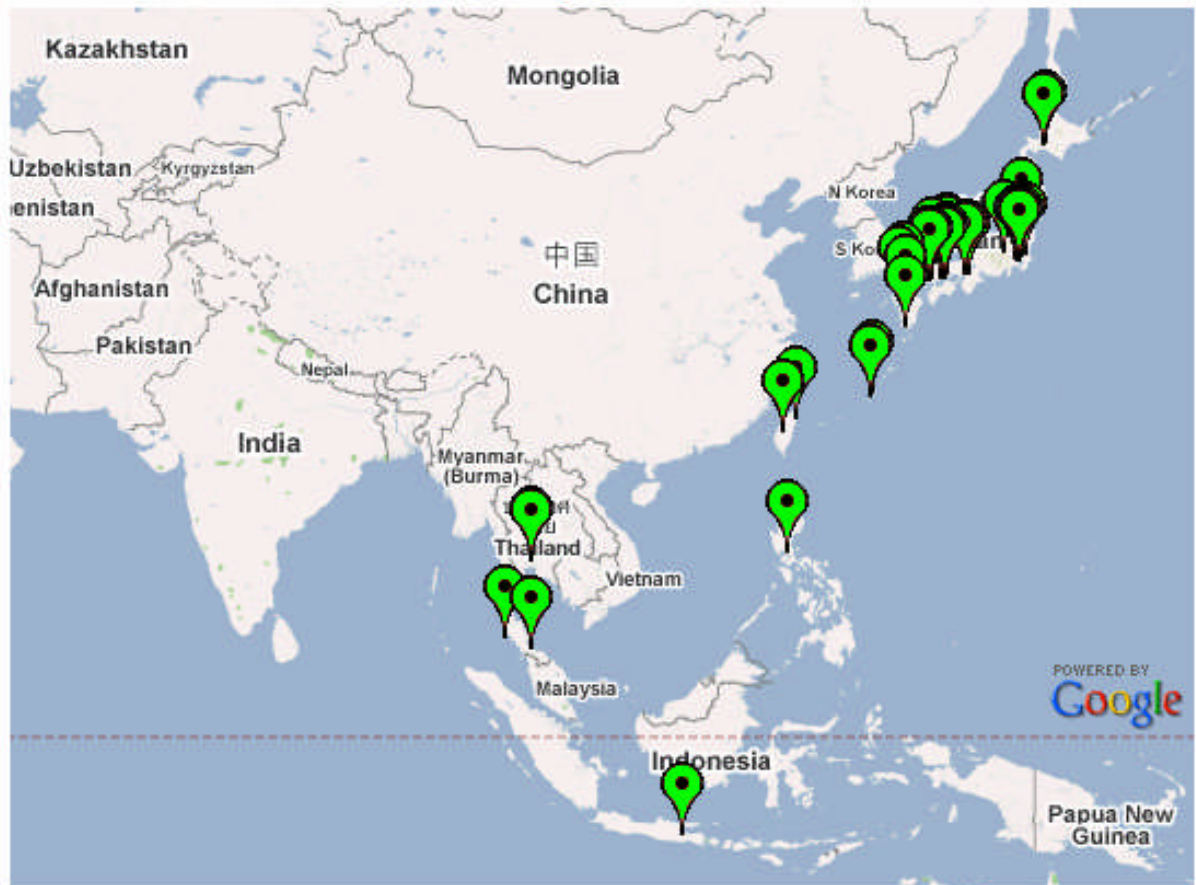 Kazakhstan
Mongolia
Uzbekistan
Kyrgyzstan
enistan
N Korea
S Ko
an
中国
China
Afghanistan
Pakistan
Nepal
India
Myanmar
(Burma)
Thailand
Vietnam
Malaysia
POWERED BY
Google
Indonesia
Papua New
Guinea